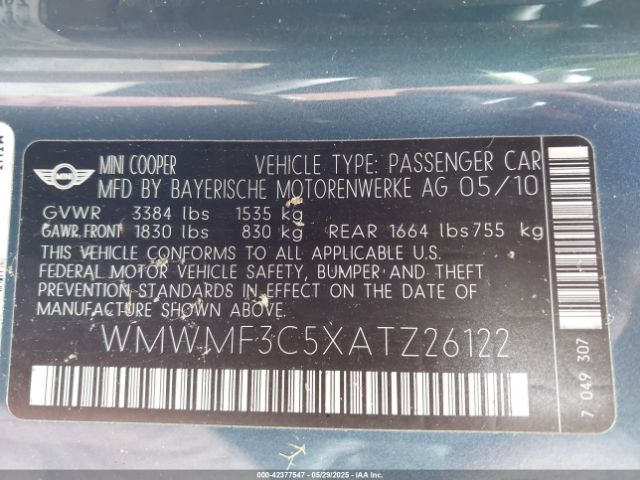 MINI
MINI COOPER VEHICLE TYPE: PASSENGER CAR
MFD BY BAYERISCHE MOTORENWERKE AG 05/10
GVWR 3384 lbs 1535 kg
GAWR.FRONT 1830 lbs 830 kg REAR 1664 lbs 755 kg
THIS VEHICLE CONFORMS TO ALL APPLICABLE U.S.
FEDERAL MOTOR VEHICLE SAFETY, BUMPER AND THEFT
PREVENTION STANDARDS IN EFFECT ON THE DATE OF
MANUFACTURE SHOWN ABOVE.
WMWMF3C5XATZ26122
7 049 307
000-42377547 - 05/29/2025 - IAAI.COM